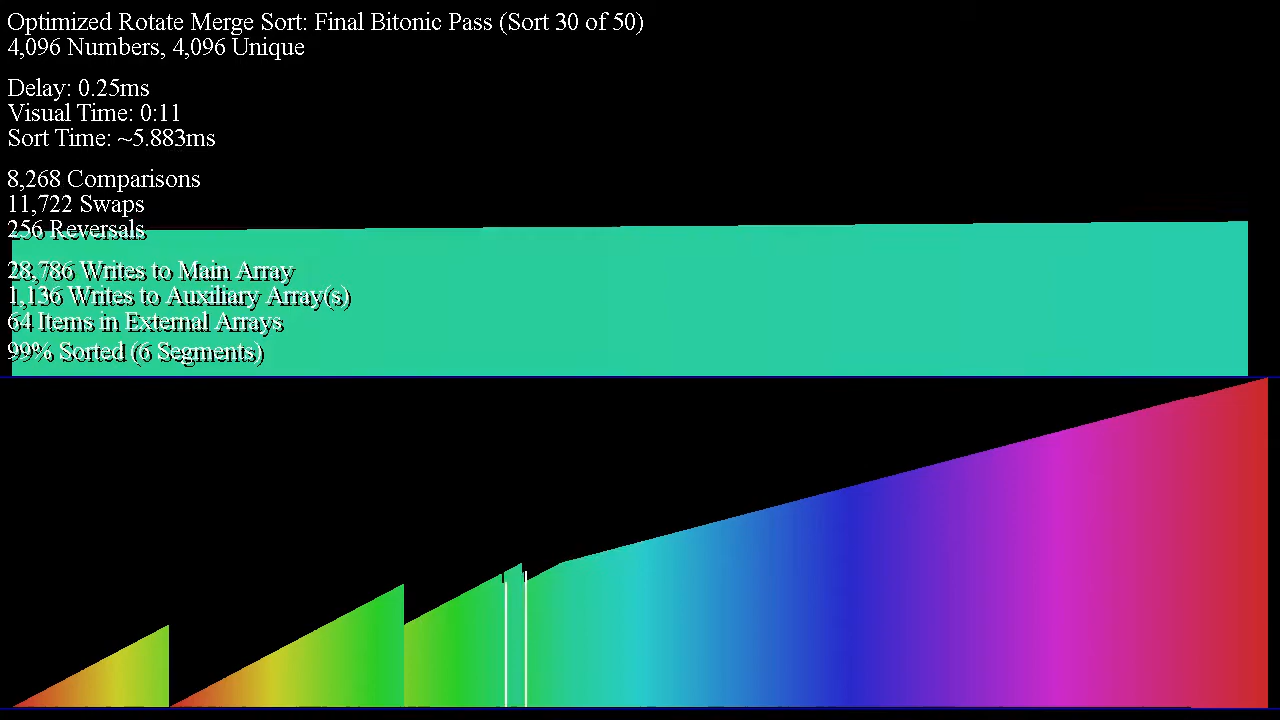 Optimized Rotate Merge Sort: Final Bitonic Pass (Sort 30 of 50)
4,096 Numbers, 4,096 Unique
Delay: 0.25ms
Visual Time: 0:11
Sort Time: ~5.883ms
8,268 Comparisons
11,722 Swaps
256 Reversals
28,786 Writes to Main Array
1,136 Writes to Auxiliary Array(s)
64 Items in External Arrays
99% Sorted (6 Segments)